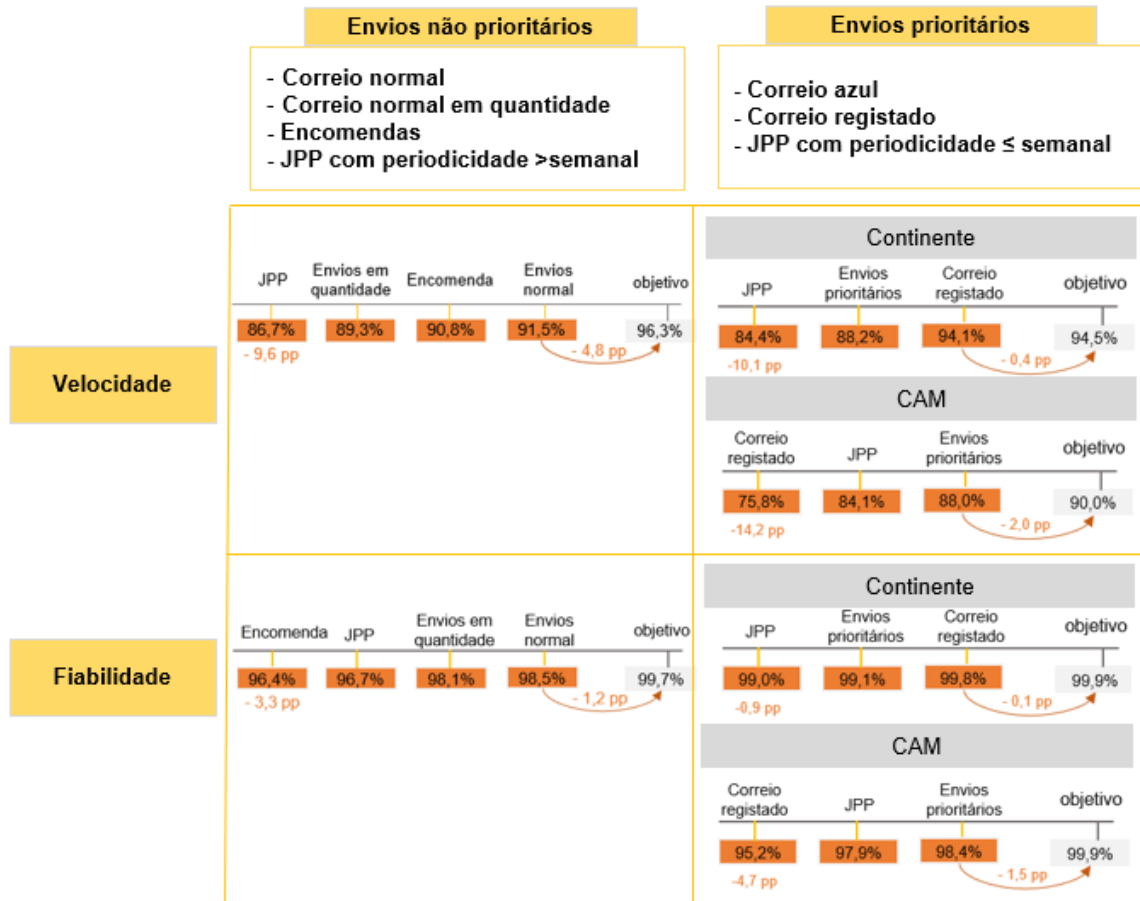 Envios não prioritários
- Correio normal
- Correio normal em quantidade
- Encomendas
- JPP com periodicidade >semanal
Envios prioritários
- Correio azul
- Correio registado
- JPP com periodicidade ≤ semanal
Velocidade
JPP
Envios em
quantidade
Encomenda
Envios
normal
objetivo
86,7%
89,3%
90,8%
91,5%
96,3%
- 9,6 pp
- 4,8 pp
Continente
JPP
Envios
prioritários
Correio
registado
objetivo
84,4%
88,2%
94,1%
94,5%
-10,1 pp
- 0,4 pp
CAM
Correio
registado
JPP
Envios
prioritários
objetivo
75,8%
84,1%
88,0%
90,0%
-14,2 pp
- 2,0 pp
Fiabilidade
Encomenda
JPP
Envios em
quantidade
Envios
normal
objetivo
96,4%
96,7%
98,1%
98,5%
99,7%
- 3,3 pp
- 1,2 pp
Continente
JPP
Envios
prioritários
Correio
registado
objetivo
99,0%
99,1%
99,8%
99,9%
-0,9 pp
- 0,1 pp
CAM
Correio
registado
JPP
Envios
prioritários
objetivo
95,2%
97,9%
98,4%
99,9%
-4,7 pp
- 1,5 pp